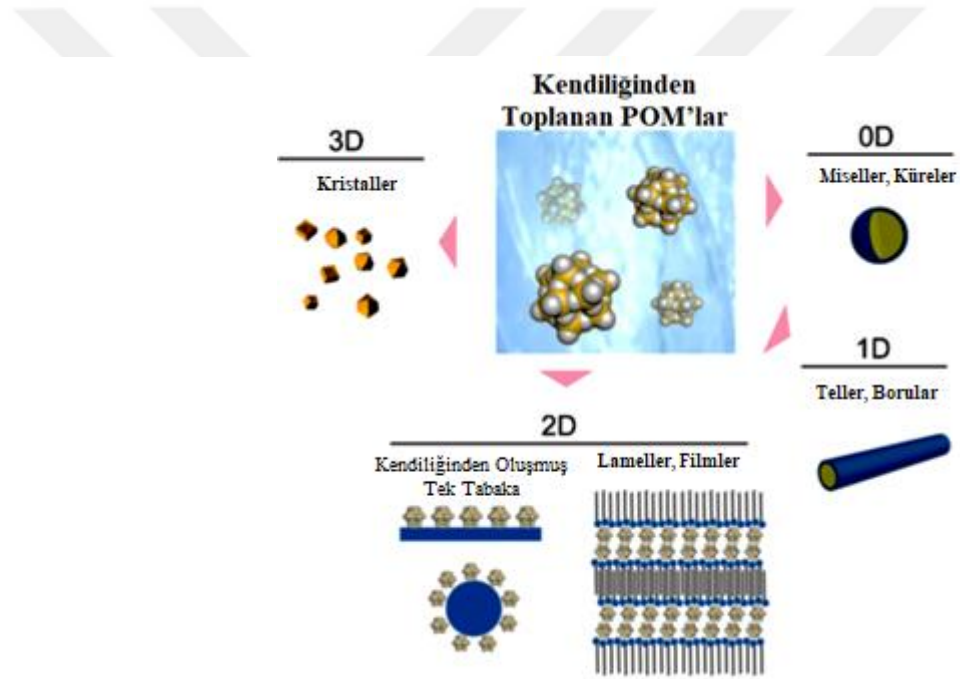 Kendiliğinden
Toplanan POM'lar
3D
Kristaller
0D
Miseller, Küreler
1D
Teller, Borular
2D
Kendiliğinden Oluşmuş
Tek Tabaka
Lameller, Filmler